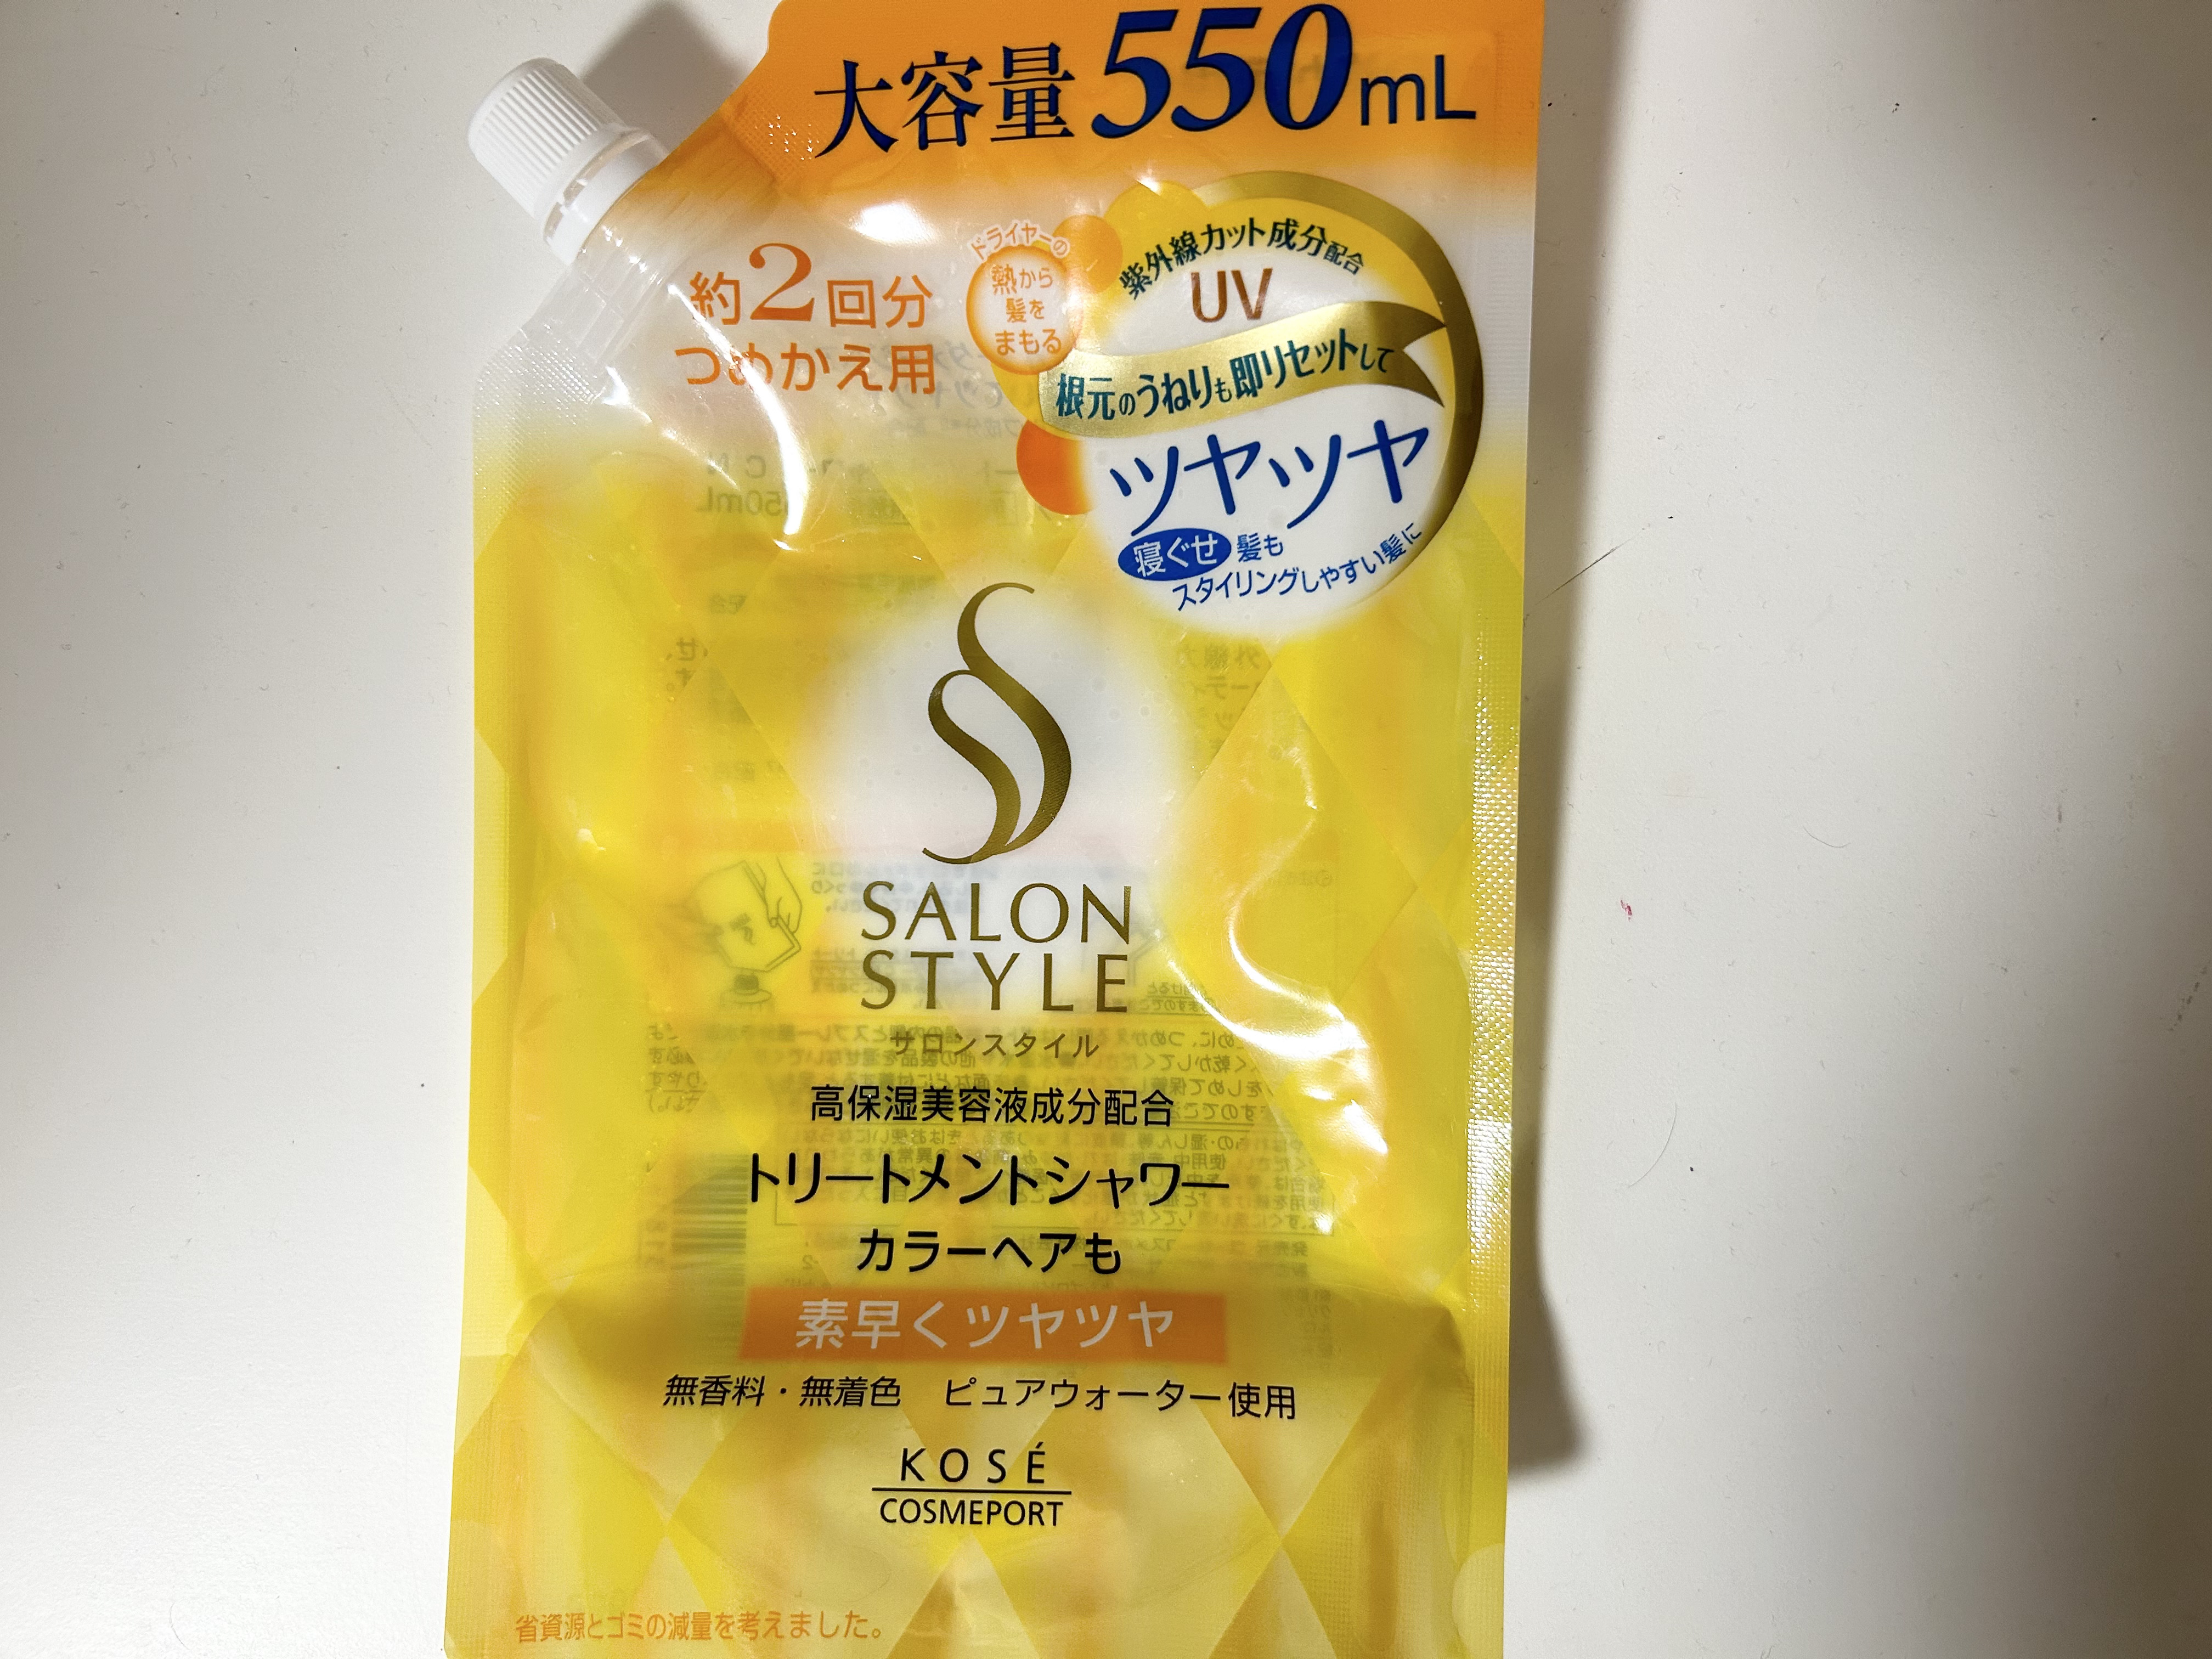 大容量550mL
約2回分
つめかえ用
ドライヤーの
熱から
髪を
まもる
紫外線カット成分配合
UV
根元のうねりも即リセットして
ツヤツヤ
寝ぐせ髪も
スタイリングしやすい髪に
SALON
STYLE
サロンスタイル
高保湿美容液成分配合
トリートメントシャワー
カラーヘアも
素早くツヤツヤ
無香料・無着色 ピュアウォーター使用
KOSÉ
COSMEPORT
省資源とゴミの減量を考えました。